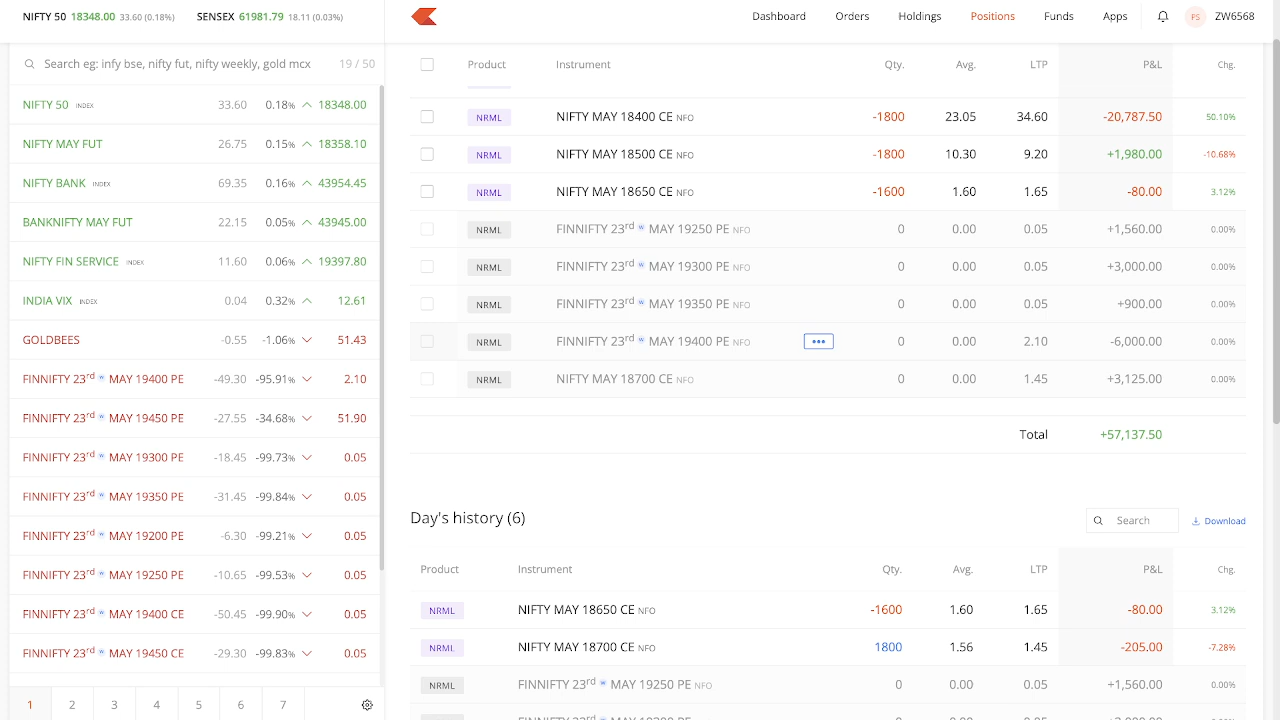 NIFTY 50 18348.00 33.60 (0.18%) SENSEX 61981.79 18.11 (0.03%)
Dashboard Orders Holdings Positions Funds Apps PS ZW6568
Search eg: infy bse, nifty fut, nifty weekly, gold mcx 19 / 50
NIFTY 50 INDEX 33.60 0.18% 18348.00
NIFTY MAY FUT 26.75 0.15% 18358.10
NIFTY BANK INDEX 69.35 0.16% 43954.45
BANKNIFTY MAY FUT 22.15 0.05% 43945.00
NIFTY FIN SERVICE INDEX 11.60 0.06% 19397.80
INDIA VIX INDEX 0.04 0.32% 12.61
GOLDBEES -0.55 -1.06% 51.43
FINNIFTY 23rd w MAY 19400 PE -49.30 -95.91% 2.10
FINNIFTY 23rd w MAY 19450 PE -27.55 -34.68% 51.90
FINNIFTY 23rd w MAY 19300 PE -18.45 -99.73% 0.05
FINNIFTY 23rd w MAY 19350 PE -31.45 -99.84% 0.05
FINNIFTY 23rd w MAY 19200 PE -6.30 -99.21% 0.05
FINNIFTY 23rd w MAY 19250 PE -10.65 -99.53% 0.05
FINNIFTY 23rd w MAY 19400 CE -50.45 -99.90% 0.05
FINNIFTY 23rd w MAY 19450 CE -29.30 -99.83% 0.05
1 2 3 4 5 6 7
Product Instrument Qty. Avg. LTP P&L Chg.
NRML NIFTY MAY 18400 CE NFO -1800 23.05 34.60 -20,787.50 50.10%
NRML NIFTY MAY 18500 CE NFO -1800 10.30 9.20 +1,980.00 -10.68%
NRML NIFTY MAY 18650 CE NFO -1600 1.60 1.65 -80.00 3.12%
NRML FINNIFTY 23rd w MAY 19250 PE NFO 0 0.00 0.05 +1,560.00 0.00%
NRML FINNIFTY 23rd w MAY 19300 PE NFO 0 0.00 0.05 +3,000.00 0.00%
NRML FINNIFTY 23rd w MAY 19350 PE NFO 0 0.00 0.05 +900.00 0.00%
NRML FINNIFTY 23rd w MAY 19400 PE NFO ••• 0 0.00 2.10 -6,000.00 0.00%
NRML NIFTY MAY 18700 CE NFO 0 0.00 1.45 +3,125.00 0.00%
Total +57,137.50
Day's history (6) Search Download
Product Instrument Qty. Avg. LTP P&L Chg.
NRML NIFTY MAY 18650 CE NFO -1600 1.60 1.65 -80.00 3.12%
NRML NIFTY MAY 18700 CE NFO 1800 1.56 1.45 -205.00 -7.28%
NRML FINNIFTY 23rd w MAY 19250 PE NFO 0 0.00 0.05 +1,560.00 0.00%